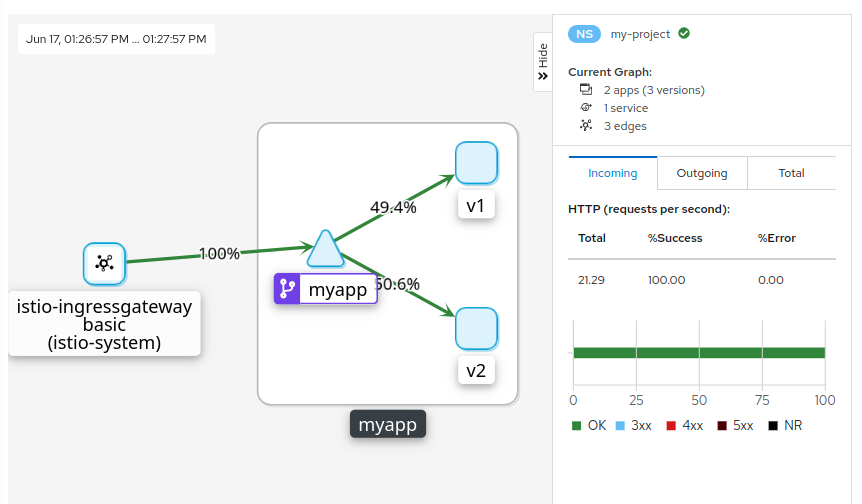 Jun 17, 01:26:57 PM ... 01:27:57 PM
Hide
100%
49.4%
50.6%
v1
v2
myapp
istio-ingressgateway
basic
(istio-system)
myapp
NS my-project
Current Graph:
2 apps (3 versions)
1 service
3 edges
Incoming Outgoing Total
HTTP (requests per second):
Total %Success %Error
21.29 100.00 0.00
0 25 50 75 100
OK 3xx 4xx 5xx NR